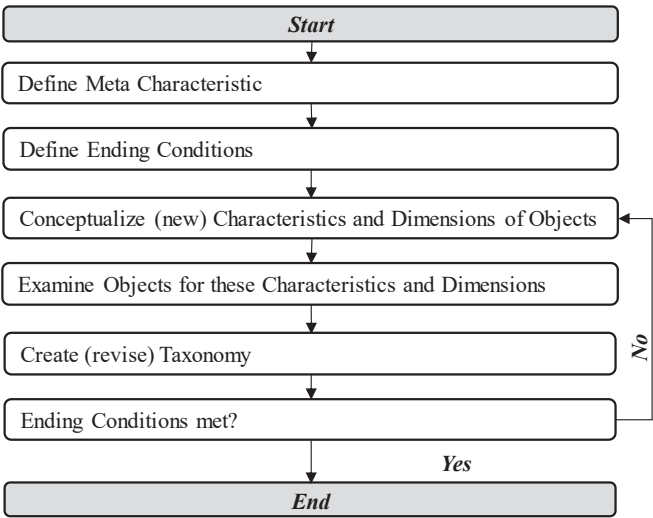 Start
Define Meta Characteristic
Define Ending Conditions
Conceptualize (new) Characteristics and Dimensions of Objects
Examine Objects for these Characteristics and Dimensions
Create (revise) Taxonomy
No
Ending Conditions met?
Yes
End